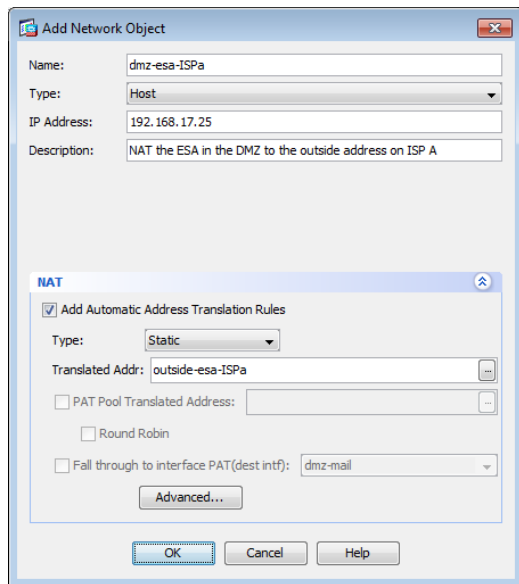 Add Network Object
Name: dmz-esa-ISPa
Type: Host
IP Address: 192.168.17.25
Description: NAT the ESA in the DMZ to the outside address on ISP A
NAT
Add Automatic Address Translation Rules
Type: Static
Translated Addr: outside-esa-ISPa ...
PAT Pool Translated Address: ...
Round Robin
Fall through to interface PAT(dest intf): dmz-mail
Advanced...
OK Cancel Help